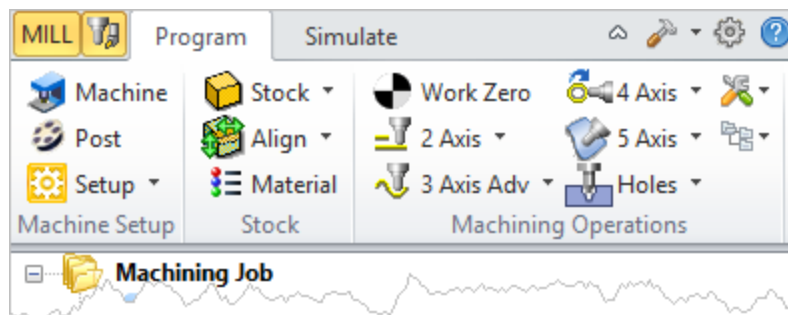 MILL Program Simulate
Machine Stock Work Zero 4 Axis
Post Align 2 Axis 5 Axis
Setup Material 3 Axis Adv Holes
Machine Setup Stock Machining Operations
Machining Job